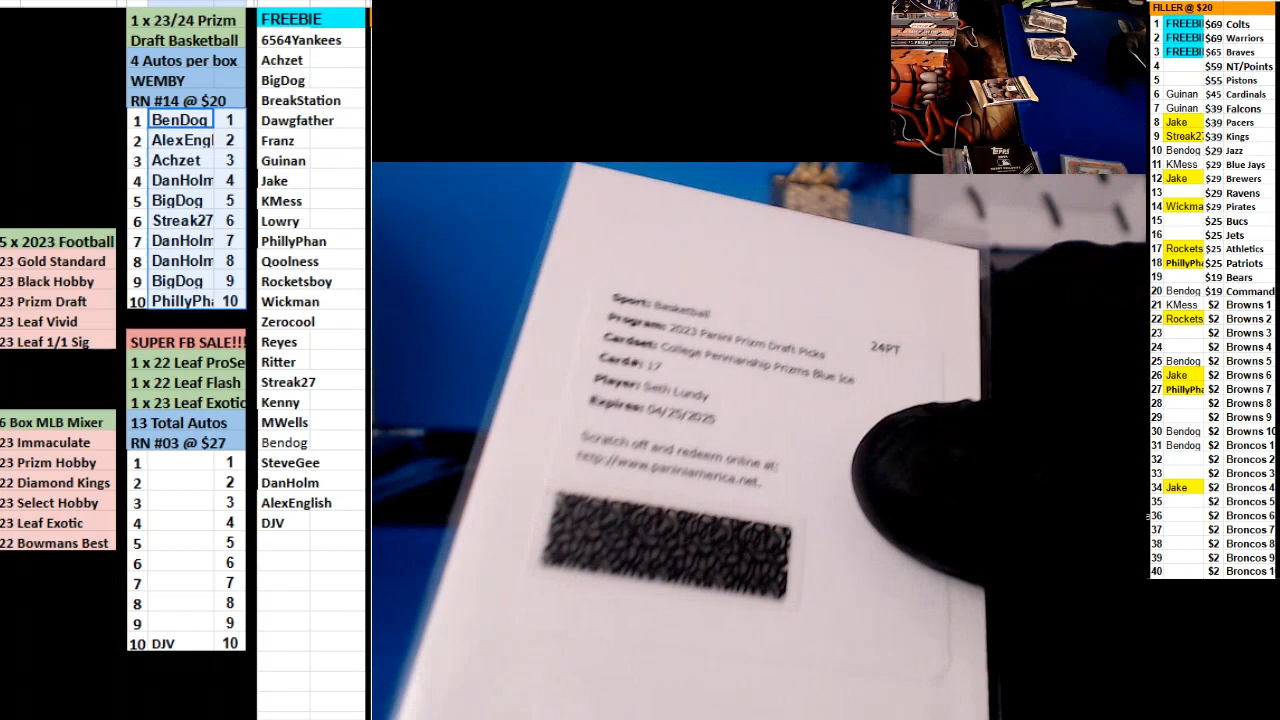 5 x 2023 Football
23 Gold Standard
23 Black Hobby
23 Prizm Draft
23 Leaf Vivid
23 Leaf 1/1 Sig
6 Box MLB Mixer
23 Immaculate
23 Prizm Hobby
22 Diamond Kings
23 Select Hobby
23 Leaf Exotic
22 Bowmans Best
1 x 23/24 Prizm
Draft Basketball
4 Autos per box
WEMBY
RN #14 @ $20
1 BenDog 1
2 AlexEngl 2
3 Achzet 3
4 DanHolm 4
5 BigDog 5
6 Streak27 6
7 DanHolm 7
8 DanHolm 8
9 BigDog 9
10 PhillyPha 10
SUPER FB SALE!!!
1 x 22 Leaf ProSe
1 x 22 Leaf Flash
1 x 23 Leaf Exotic
13 Total Autos
RN #03 @ $27
1 1
2 2
3 3
4 4
5 5
6 6
7 7
8 8
9 9
10 DJV 10
FREEBIE
6564Yankees
Achzet
BigDog
BreakStation
Dawgfather
Franz
Guinan
Jake
KMess
Lowry
PhillyPhan
Qoolness
Rocketsboy
Wickman
Zerocool
Reyes
Ritter
Streak27
Kenny
MWells
Bendog
SteveGee
DanHolm
AlexEnglish
DJV
Sport: Basketball
Program: 2023 Panini Prizm Draft Picks
24PT
Cardset: College Penmanship Prizms Blue Ice
Card#: 17
Player: Seth Lundy
Expires: 04/25/2025
Scratch off and redeem online at:
http://www.paniniamerica.net.
Topps
FILLER @ $20
1 FREEBI $69 Colts
2 FREEBI $69 Warriors
3 FREEBI $65 Braves
4 $59 NT/Points
5 $55 Pistons
6 Guinan $45 Cardinals
7 Guinan $39 Falcons
8 Jake $39 Pacers
9 Streak27 $39 Kings
10 Bendog $29 Jazz
11 KMess $29 Blue Jays
12 Jake $29 Brewers
13 $29 Ravens
14 Wickma $29 Pirates
15 $25 Bucs
16 $25 Jets
17 Rockets $25 Athletics
18 PhillyPha $25 Patriots
19 $19 Bears
20 Bendog $19 Command
21 KMess $2 Browns 1
22 Rockets $2 Browns 2
23 $2 Browns 3
24 $2 Browns 4
25 Bendog $2 Browns 5
26 Jake $2 Browns 6
27 PhillyPha $2 Browns 7
28 $2 Browns 8
29 $2 Browns 9
30 Bendog $2 Browns 10
31 Bendog $2 Broncos 1
32 $2 Broncos 2
33 $2 Broncos 3
34 Jake $2 Broncos 4
35 $2 Broncos 5
36 $2 Broncos 6
37 $2 Broncos 7
38 $2 Broncos 8
39 $2 Broncos 9
40 $2 Broncos 1